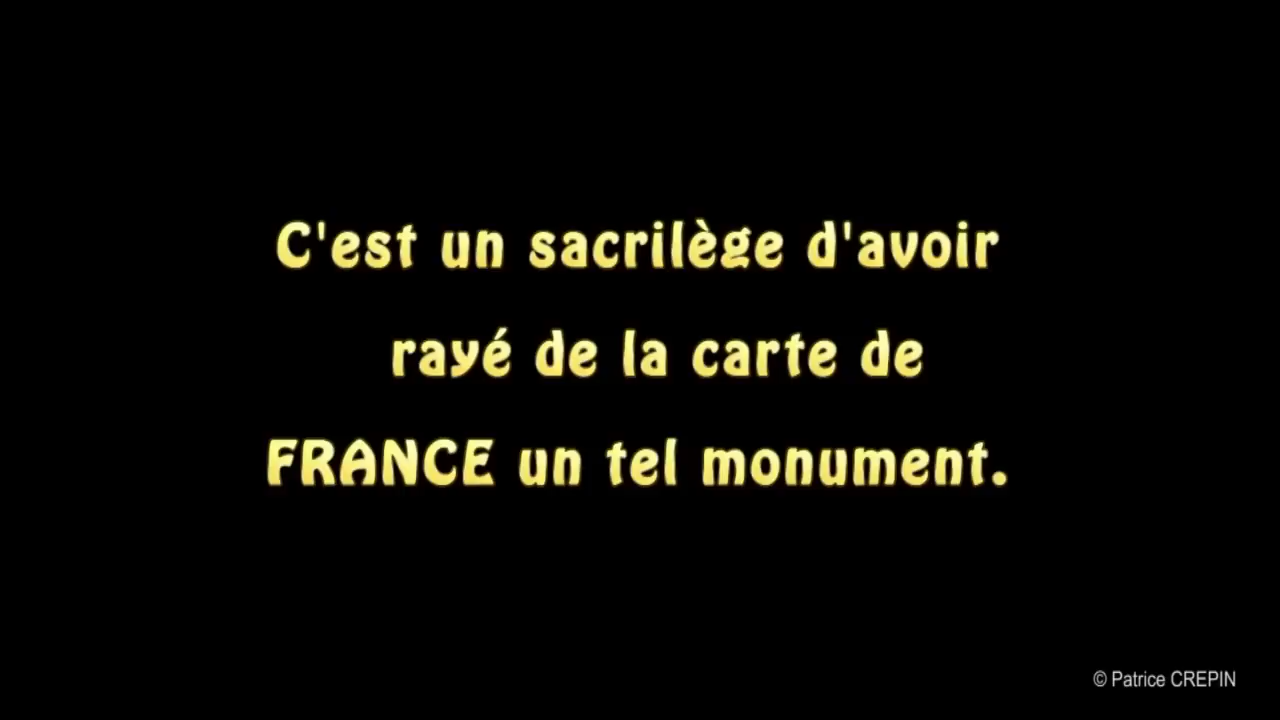 C'est un sacrilège d'avoir
rayé de la carte de
FRANCE un tel monument.
© Patrice CREPIN